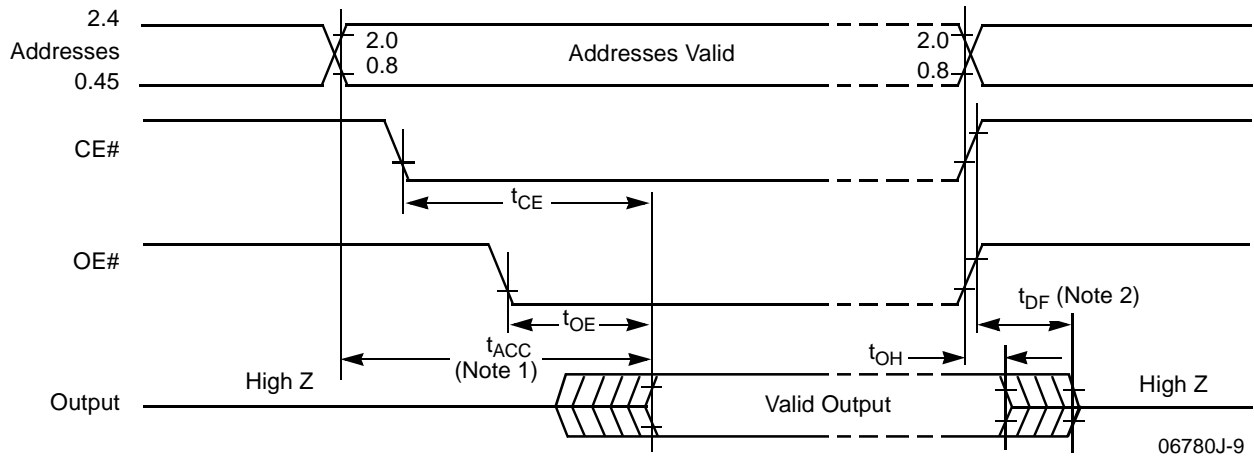 2.4
Addresses
0.45
2.0
0.8
Addresses Valid
2.0
0.8
CE#
tCE
OE#
tOE
tDF (Note 2)
tACC
(Note 1)
tOH
High Z
High Z
Output
Valid Output
06780J-9